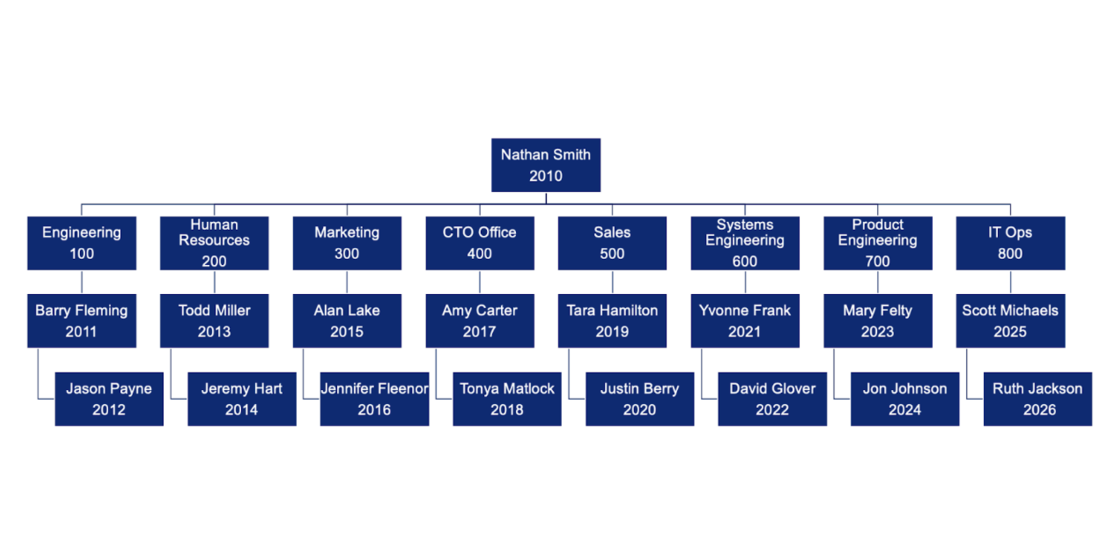 Nathan Smith
2010
Engineering
100
Human
Resources
200
Marketing
300
CTO Office
400
Sales
500
Systems
Engineering
600
Product
Engineering
700
IT Ops
800
Barry Fleming
2011
Todd Miller
2013
Alan Lake
2015
Amy Carter
2017
Tara Hamilton
2019
Yvonne Frank
2021
Mary Felty
2023
Scott Michaels
2025
Jason Payne
2012
Jeremy Hart
2014
Jennifer Fleenor
2016
Tonya Matlock
2018
Justin Berry
2020
David Glover
2022
Jon Johnson
2024
Ruth Jackson
2026